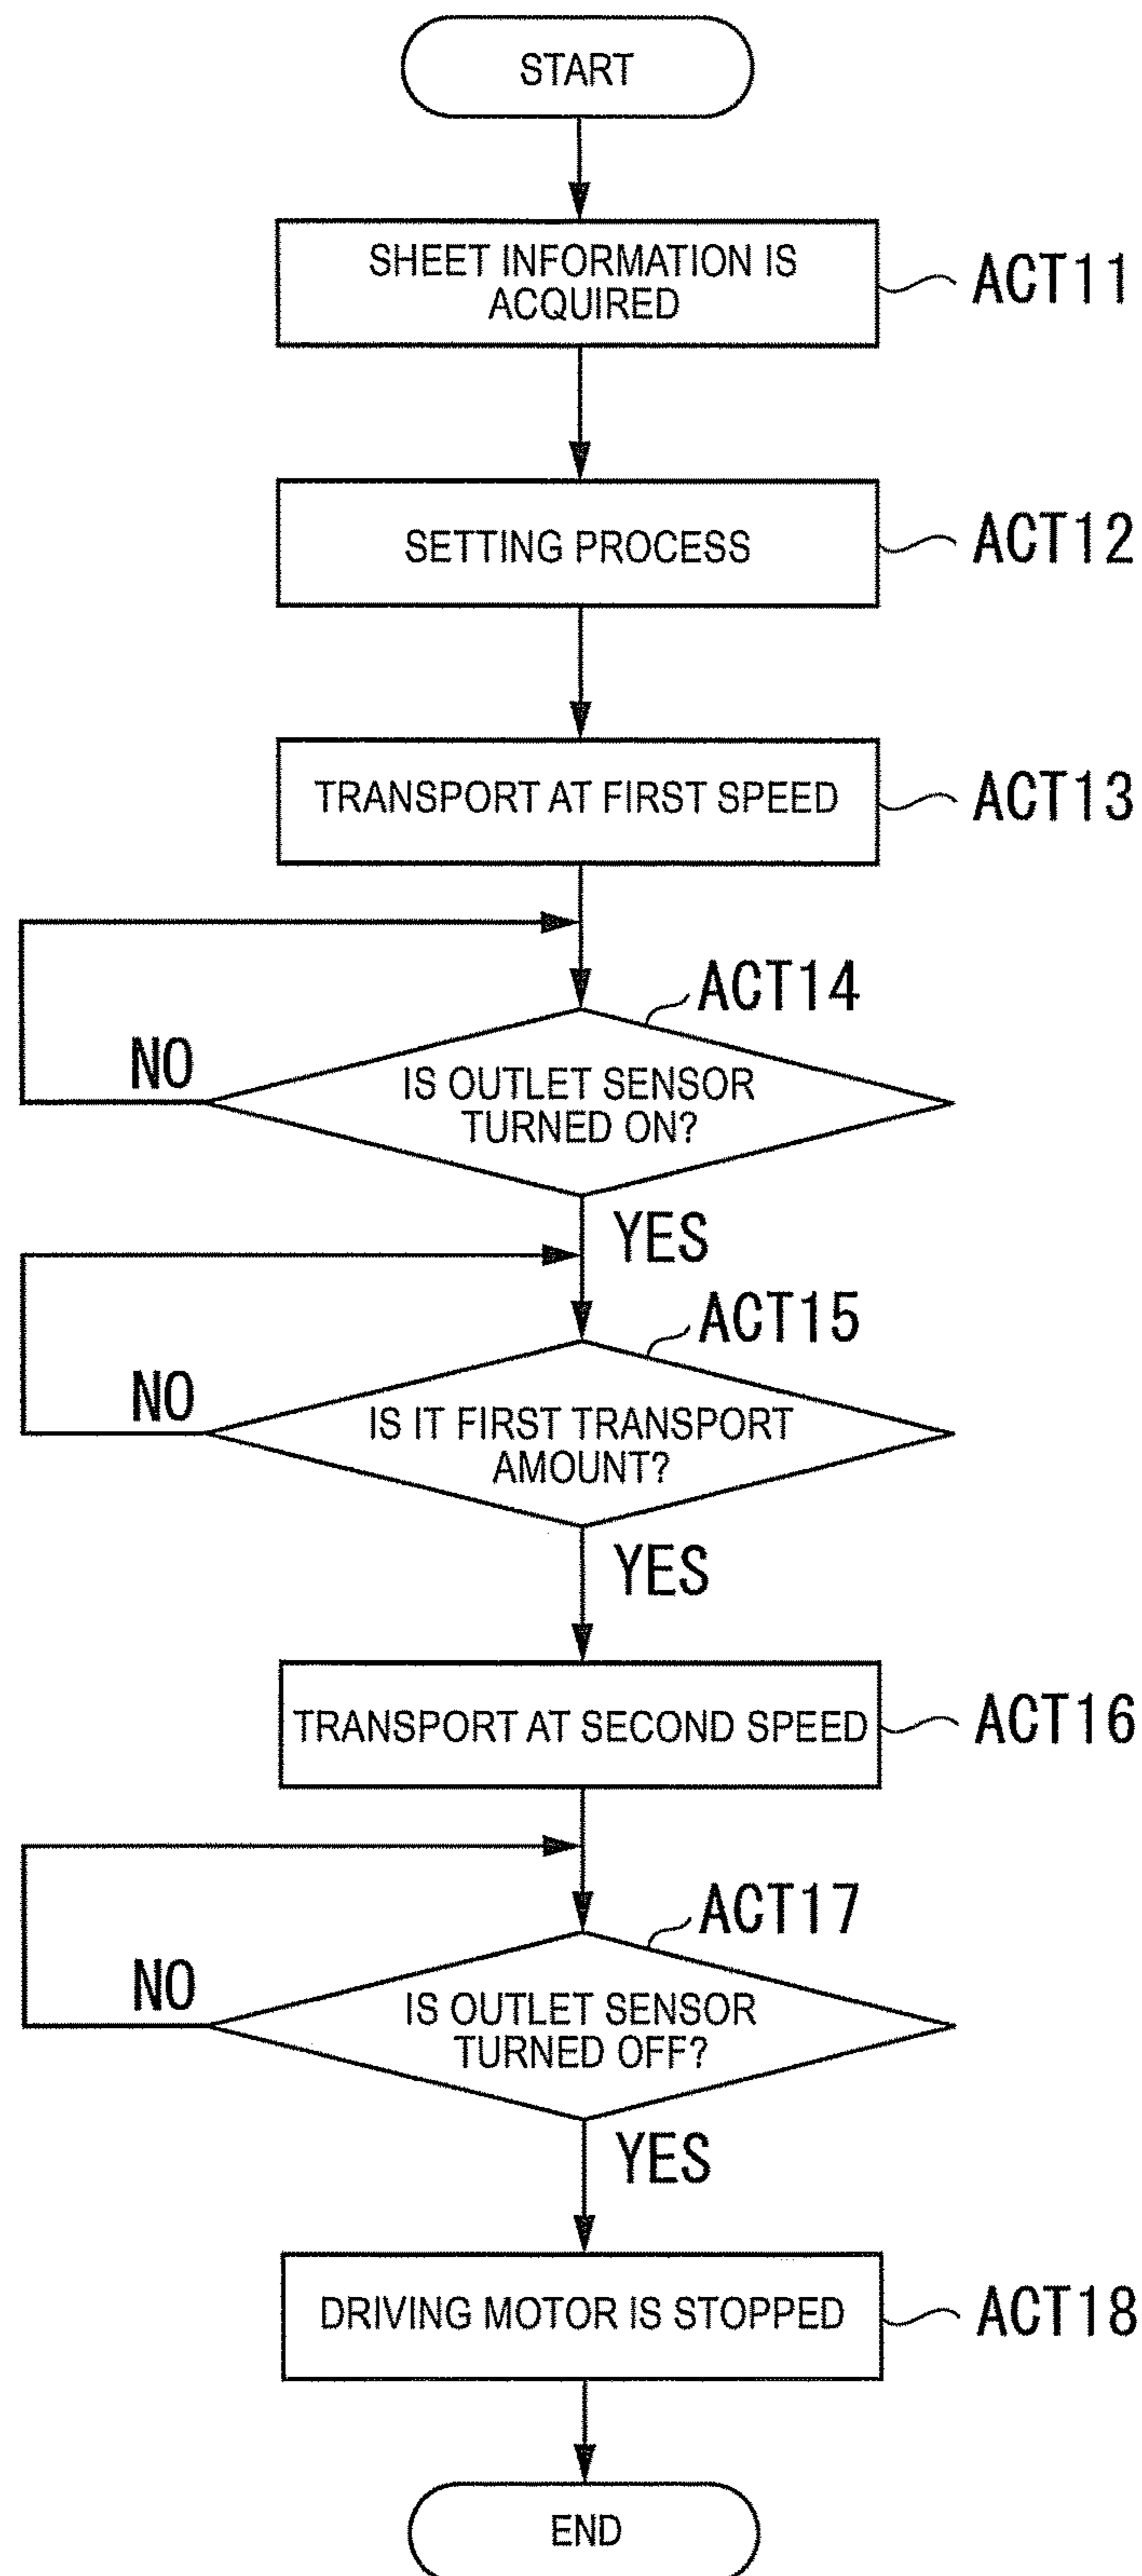 START
SHEET INFORMATION IS
ACQUIRED
ACT11
SETTING PROCESS
ACT12
TRANSPORT AT FIRST SPEED
ACT13
ACT14
NO
IS OUTLET SENSOR
TURNED ON?
YES
ACT15
NO
IS IT FIRST TRANSPORT
AMOUNT?
YES
TRANSPORT AT SECOND SPEED
ACT16
ACT17
NO
IS OUTLET SENSOR
TURNED OFF?
YES
DRIVING MOTOR IS STOPPED
ACT18
END